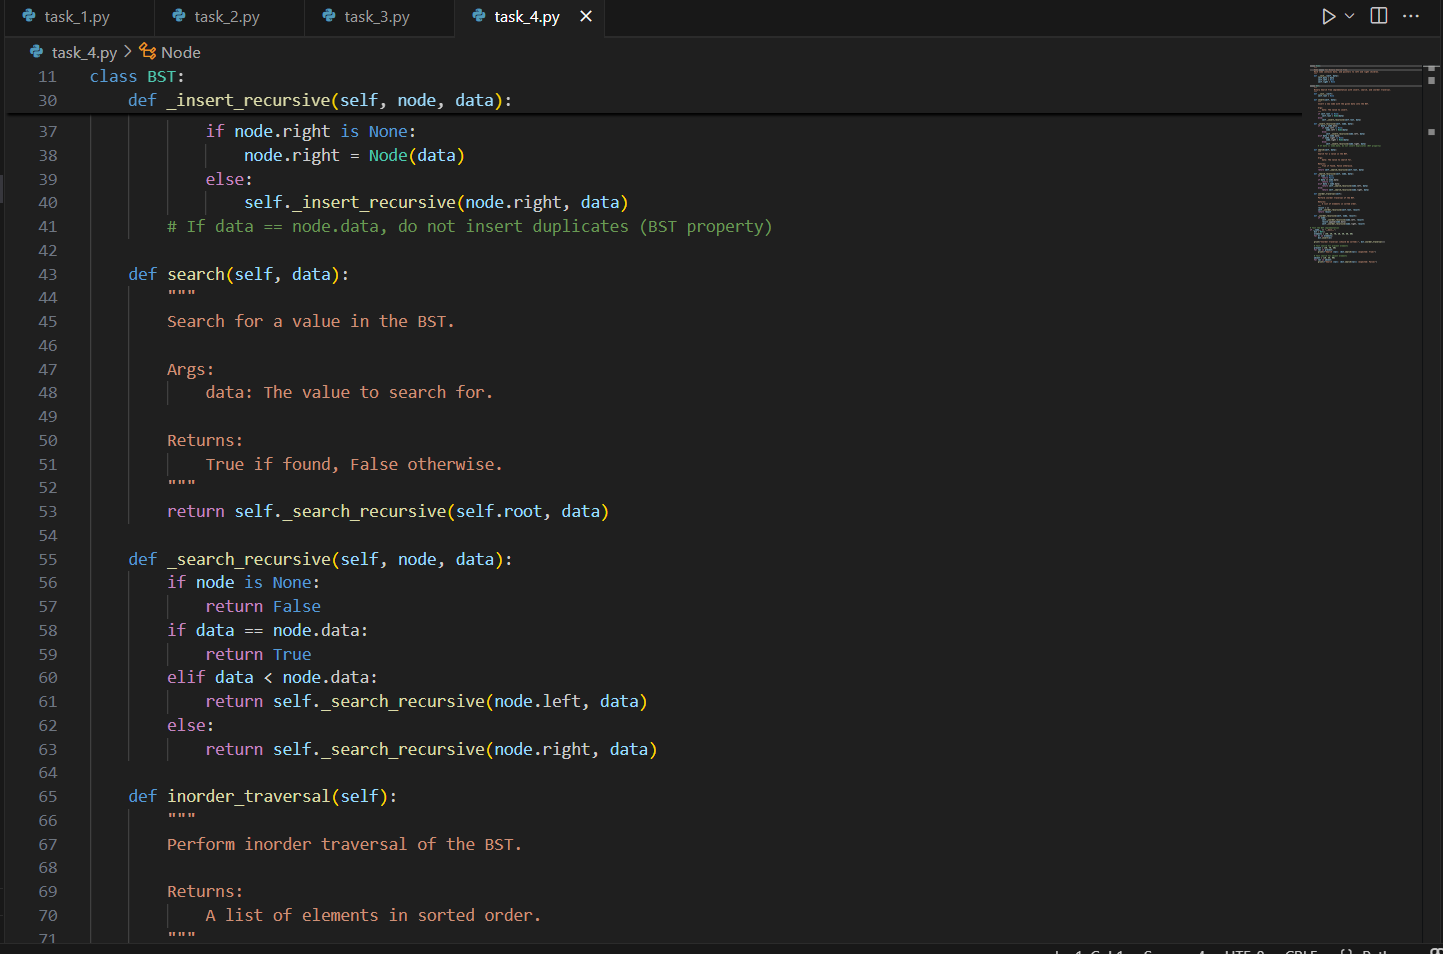 task_1.py task_2.py task_3.py task_4.py
task_4.py > Node
11 class BST:
30     def _insert_recursive(self, node, data):
37             if node.right is None:
38                 node.right = Node(data)
39             else:
40                 self._insert_recursive(node.right, data)
41         # If data == node.data, do not insert duplicates (BST property)
42
43     def search(self, data):
44         """
45         Search for a value in the BST.
46
47         Args:
48             data: The value to search for.
49
50         Returns:
51             True if found, False otherwise.
52         """
53         return self._search_recursive(self.root, data)
54
55     def _search_recursive(self, node, data):
56         if node is None:
57             return False
58         if data == node.data:
59             return True
60         elif data < node.data:
61             return self._search_recursive(node.left, data)
62         else:
63             return self._search_recursive(node.right, data)
64
65     def inorder_traversal(self):
66         """
67         Perform inorder traversal of the BST.
68
69         Returns:
70             A list of elements in sorted order.
71         """